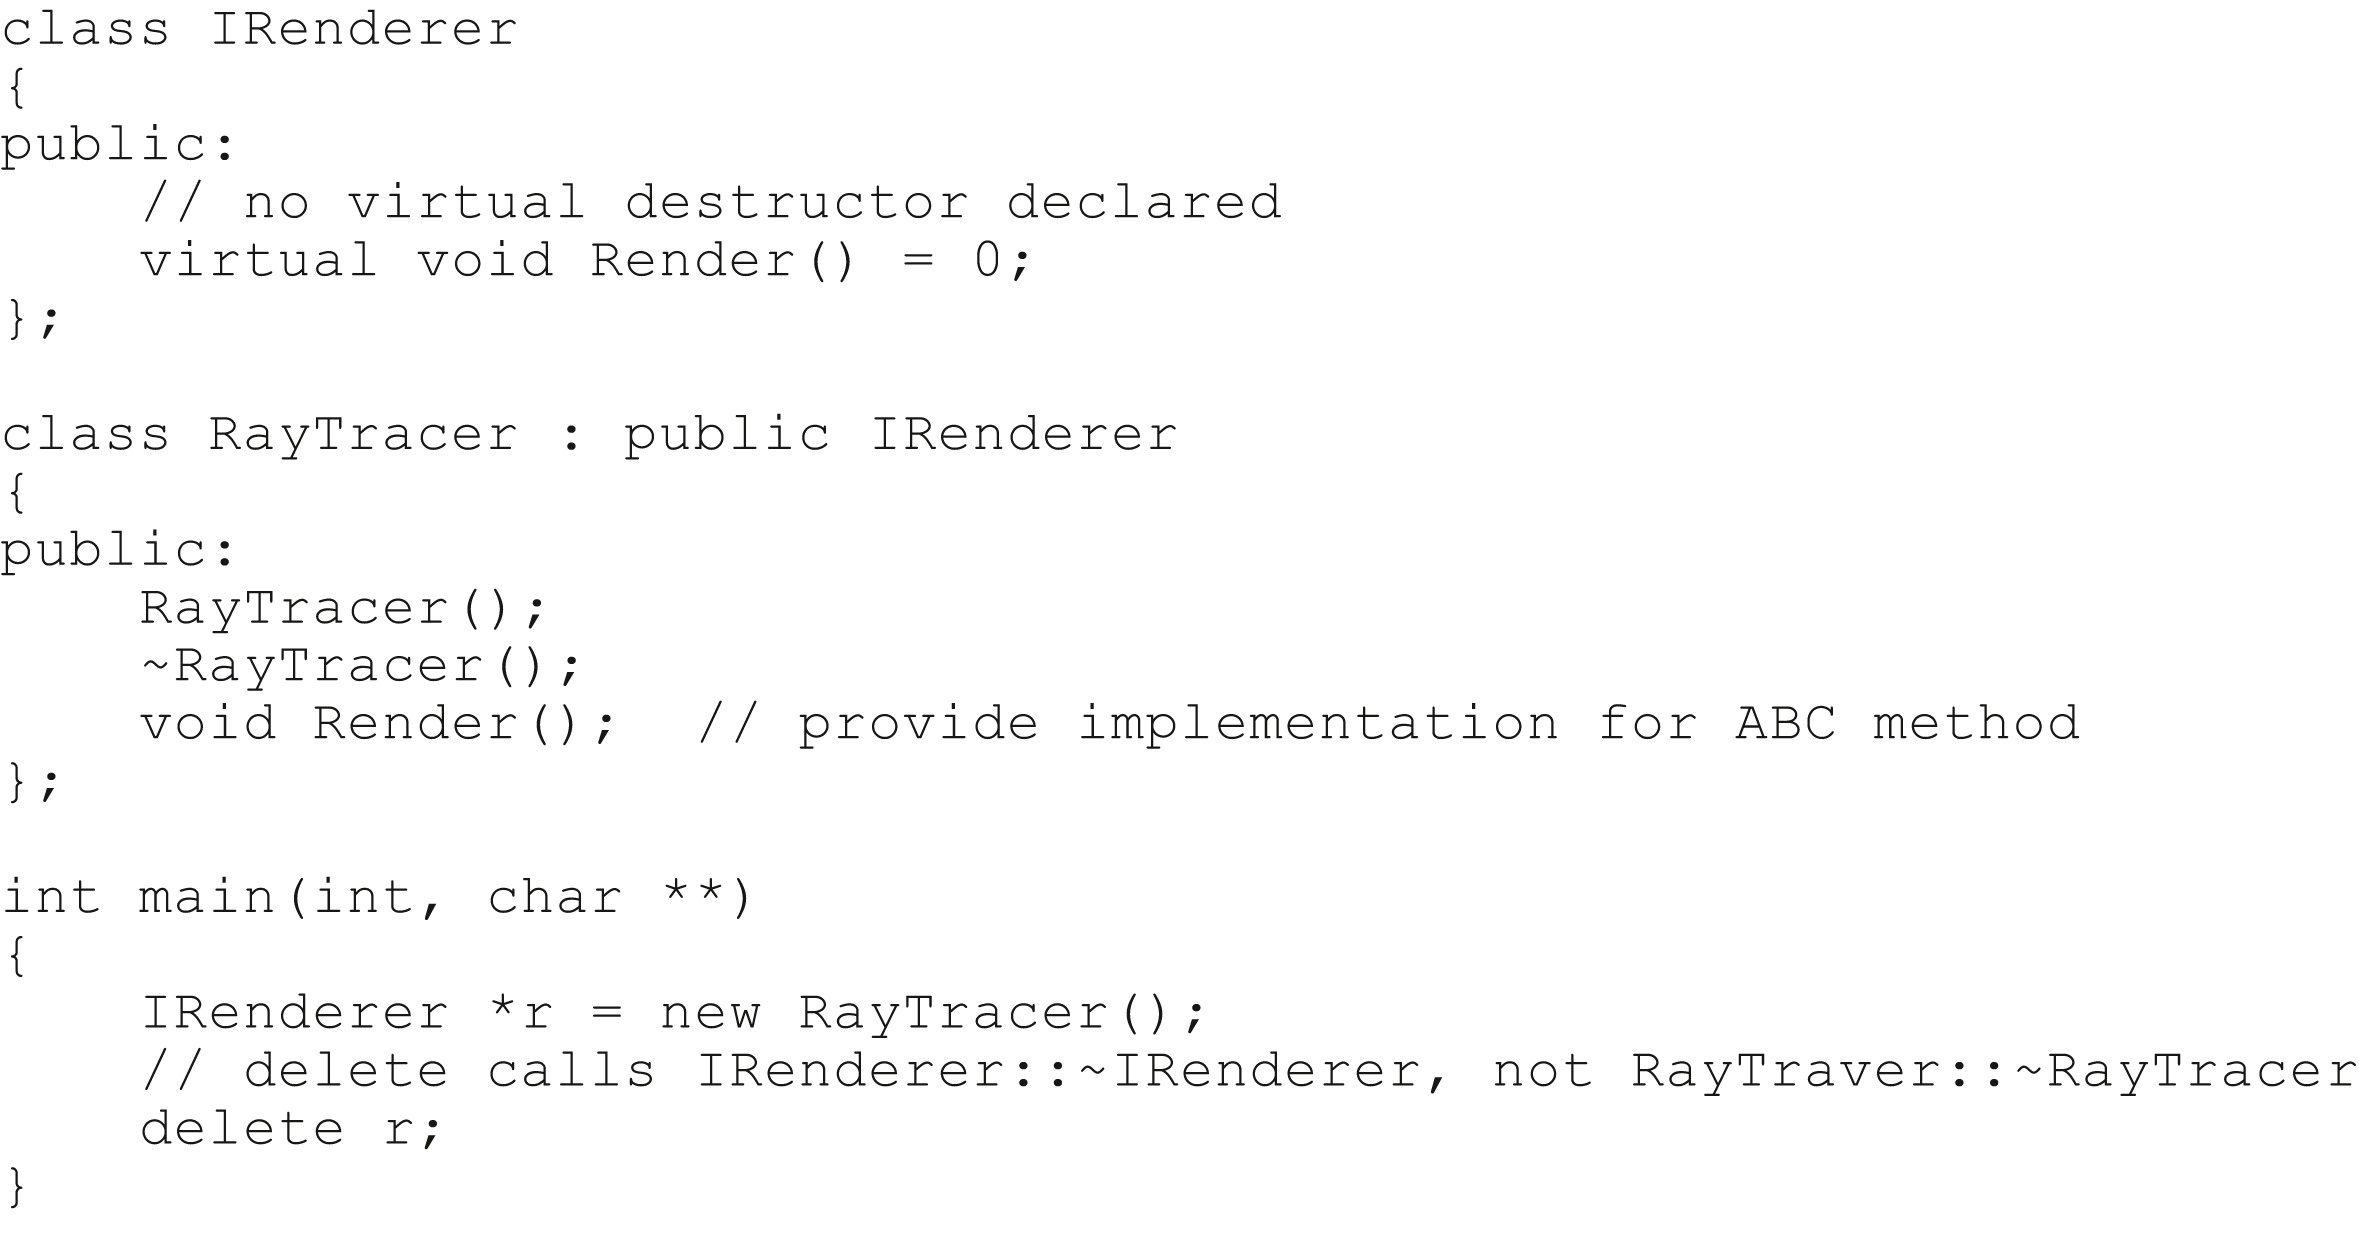 class IRenderer
{
public:
    // no virtual destructor declared
    virtual void Render() = 0;
};

class RayTracer : public IRenderer
{
public:
    RayTracer();
    ~RayTracer();
    void Render();  // provide implementation for ABC method
};

int main(int, char **)
{
    IRenderer *r = new RayTracer();
    // delete calls IRenderer::~IRenderer, not RayTraver::~RayTracer
    delete r;
}